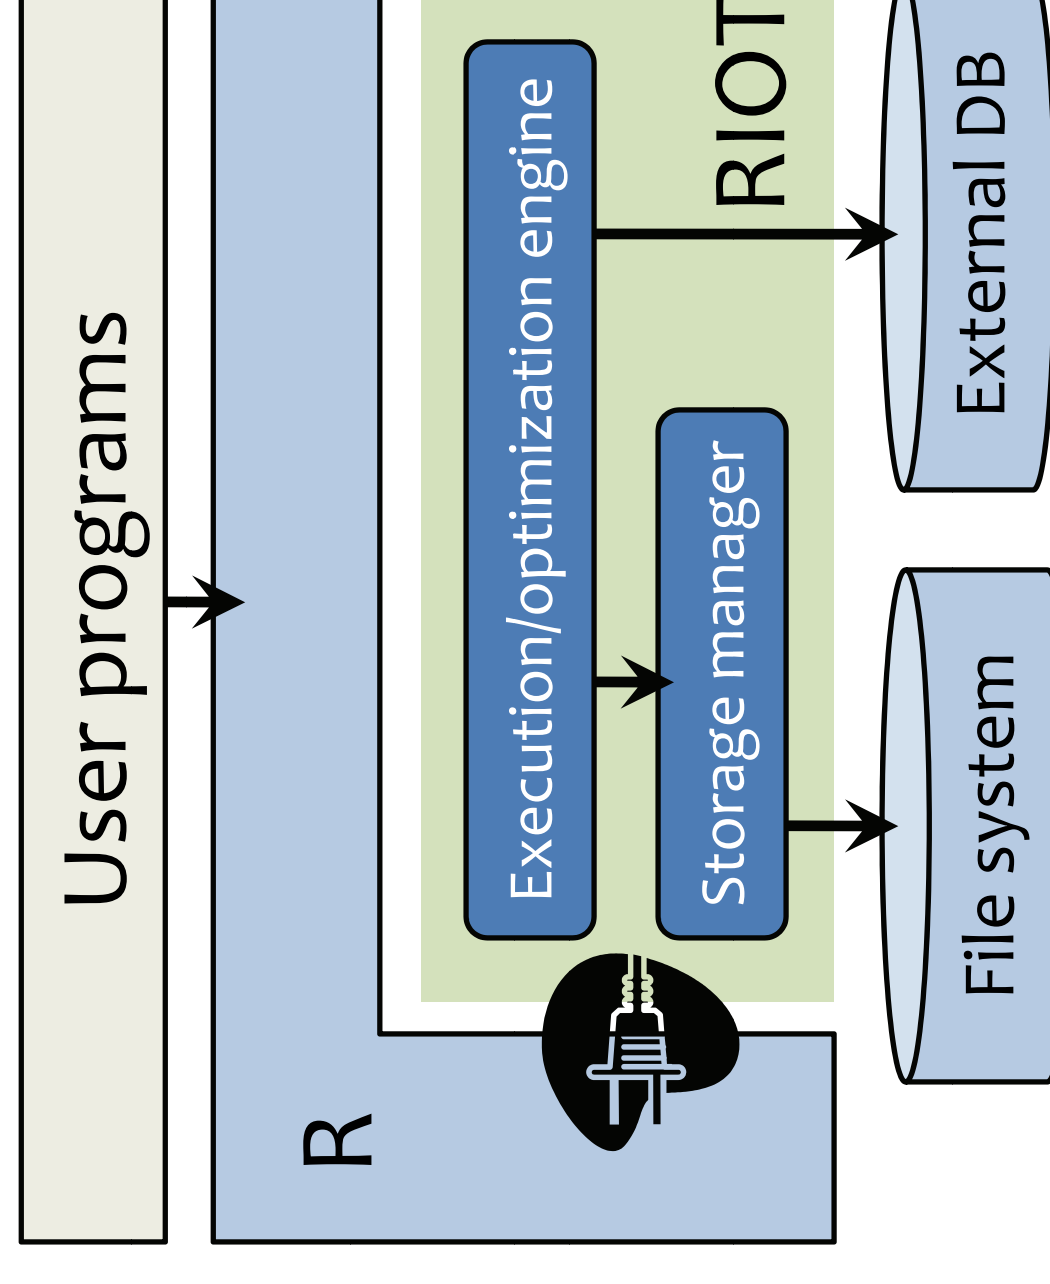 User programs
R
Execution/optimization engine
RIOT
Storage manager
External DB
File system